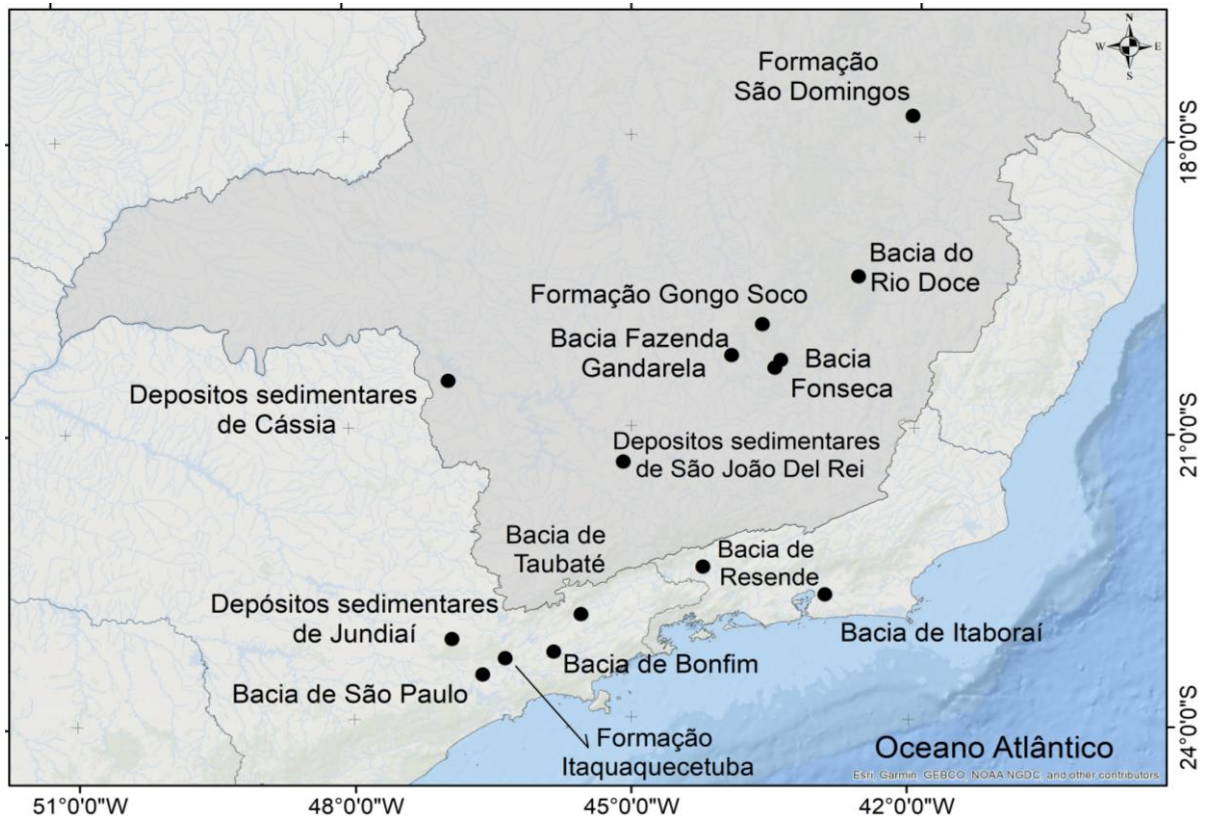 N
W E
S
Formação
São Domingos
18°0'0"S
Bacia do
Rio Doce
Formação Gongo Soco
Bacia Fazenda
Gandarela
Bacia
Fonseca
Depositos sedimentares
de Cássia
21°0'0"S
Depositos sedimentares
de São João Del Rei
Bacia de
Taubaté
Bacia de
Resende
Depósitos sedimentares
de Jundiaí
Bacia de Itaboraí
Bacia de Bonfim
Bacia de São Paulo
Formação
Itaquaquecetuba
24°0'0"S
Oceano Atlântico
Esri, Garmin, GEBCO, NOAA NGDC, and other contributors
51°0'0"W 48°0'0"W 45°0'0"W 42°0'0"W